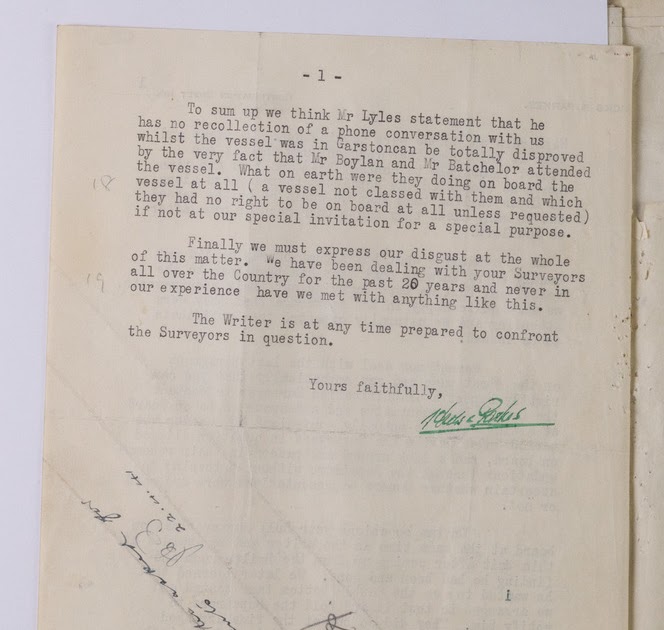 - 1 -
To sum up we think Mr Lyles statement that he
has no recollection of a phone conversation with us
whilst the vessel was in Garstoncan be totally disproved
by the very fact that Mr Boylan and Mr Batchelor attended
the vessel.  What on earth were they doing on board the
18
vessel at all ( a vessel not classed with them and which
they had no right to be on board at all unless requested)
if not at our special invitation for a special purpose.
Finally we must express our disgust at the whole
of this matter.  We have been dealing with your Surveyors
19
all over the Country for the past 20 years and never in
our experience have we met with anything like this.
The Writer is at any time prepared to confront
the Surveyors in question.
Yours faithfully,
22.4.41